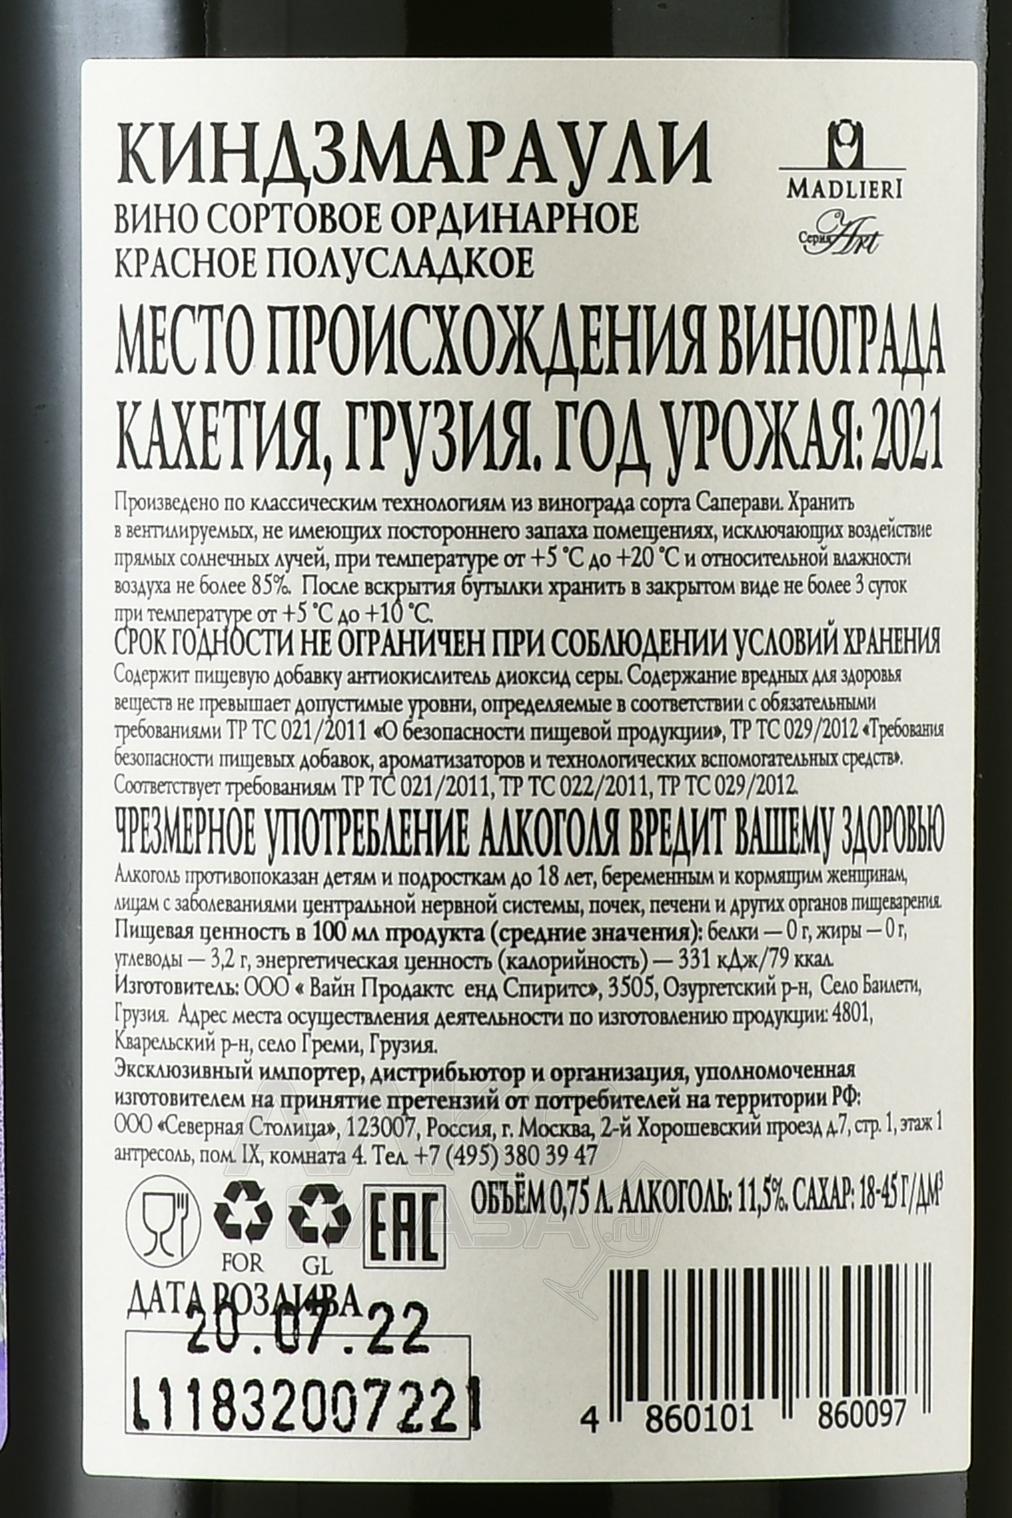 КИНДЗМАРАУЛИ
MADLIERI
ВИНО СОРТОВОЕ ОРДИНАРНОЕ
Серия Art
КРАСНОЕ ПОЛУСЛАДКОЕ
МЕСТО ПРОИСХОЖДЕНИЯ ВИНОГРАДА
КАХЕТИЯ, ГРУЗИЯ. ГОД УРОЖАЯ: 2021
Произведено по классическим технологиям из винограда сорта Саперави. Хранить
в вентилируемых, не имеющих постороннего запаха помещениях, исключающих воздействие
прямых солнечных лучей, при температуре от +5 °С до +20 °С и относительной влажности
воздуха не более 85%. После вскрытия бутылки хранить в закрытом виде не более 3 суток
при температуре от +5 °С до +10 °С.
СРОК ГОДНОСТИ НЕ ОГРАНИЧЕН ПРИ СОБЛЮДЕНИИ УСЛОВИЙ ХРАНЕНИЯ
Содержит пищевую добавку антиокислитель диоксид серы. Содержание вредных для здоровья
веществ не превышает допустимые уровни, определяемые в соответствии с обязательными
требованиями ТР ТС 021/2011 «О безопасности пищевой продукции», ТР ТС 029/2012 «Требования
безопасности пищевых добавок, ароматизаторов и технологических вспомогательных средств».
Соответствует требованиям ТР ТС 021/2011, ТР ТС 022/2011, ТР ТС 029/2012.
ЧРЕЗМЕРНОЕ УПОТРЕБЛЕНИЕ АЛКОГОЛЯ ВРЕДИТ ВАШЕМУ ЗДОРОВЬЮ
Алкоголь противопоказан детям и подросткам до 18 лет, беременным и кормящим женщинам,
лицам с заболеваниями центральной нервной системы, почек, печени и других органов пищеварения.
Пищевая ценность в 100 мл продукта (средние значения): белки — 0 г, жиры — 0 г,
углеводы — 3,2 г, энергетическая ценность (калорийность) — 331 кДж/79 ккал.
Изготовитель: ООО « Вайн Продактс енд Спиритс», 3505, Озургетский р-н, Село Баилети,
Грузия. Адрес места осуществления деятельности по изготовлению продукции: 4801,
Кварельский р-н, село Греми, Грузия.
Эксклюзивный импортер, дистрибьютор и организация, уполномоченная
изготовителем на принятие претензий от потребителей на территории РФ:
ООО «Северная Столица», 123007, Россия, г. Москва, 2-й Хорошевский проезд д.7, стр. 1, этаж 1
антресоль, пом. IX, комната 4. Тел. +7 (495) 380 39 47
ОБЪЁМ 0,75 Л. АЛКОГОЛЬ: 11,5%. САХАР: 18-45 Г/ДМ³
FOR GL EAC
ДАТА РОЗЛИВА
20.07.22
L11832007221
4 860101 860097